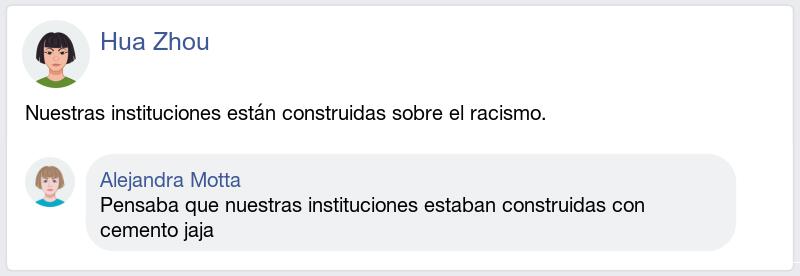 Hua Zhou
Nuestras instituciones están construidas sobre el racismo.
Alejandra Motta
Pensaba que nuestras instituciones estaban construidas con
cemento jaja